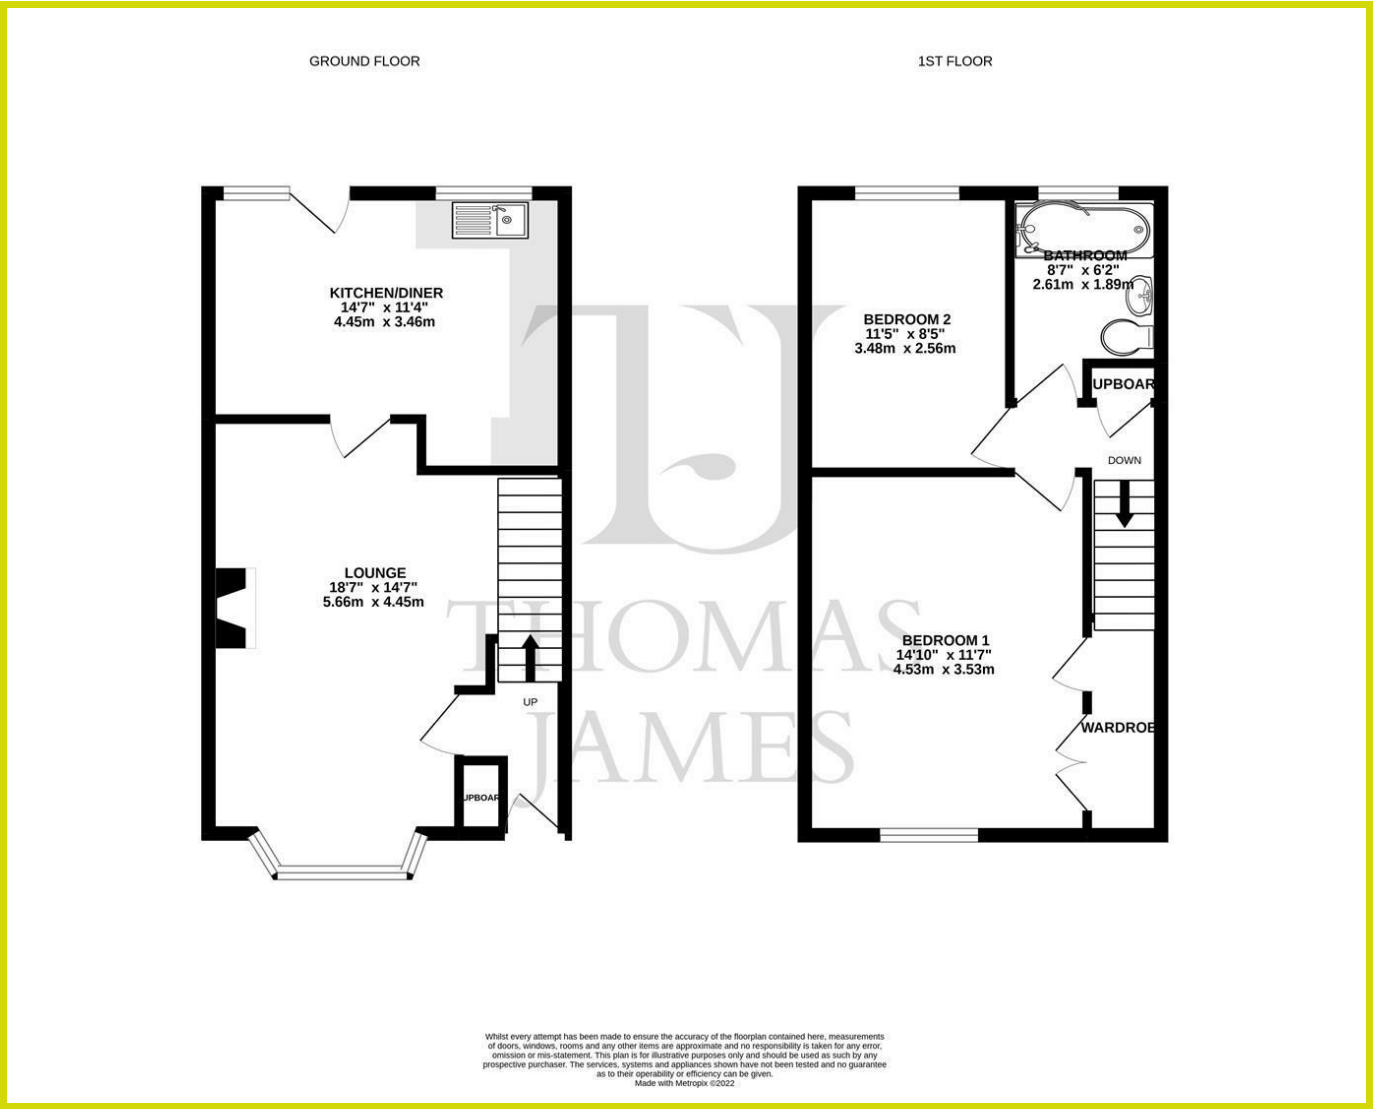 GROUND FLOOR
1ST FLOOR
KITCHEN/DINER
14'7" x 11'4"
4.45m x 3.46m
BEDROOM 2
11'5" x 8'5"
3.48m x 2.56m
BATHROOM
8'7" x 6'2"
2.61m x 1.89m
UPBOAR
DOWN
LOUNGE
18'7" x 14'7"
5.66m x 4.45m
UP
UPBOAR
BEDROOM 1
14'10" x 11'7"
4.53m x 3.53m
WARDROE
TJ
THOMAS
JAMES
Whilst every attempt has been made to ensure the accuracy of the floorplan contained here, measurements
of doors, windows, rooms and any other items are approximate and no responsibility is taken for any error,
omission or mis-statement. This plan is for illustrative purposes only and should be used as such by any
prospective purchaser. The services, systems and appliances shown have not been tested and no guarantee
as to their operability or efficiency can be given.
Made with Metropix ©2022